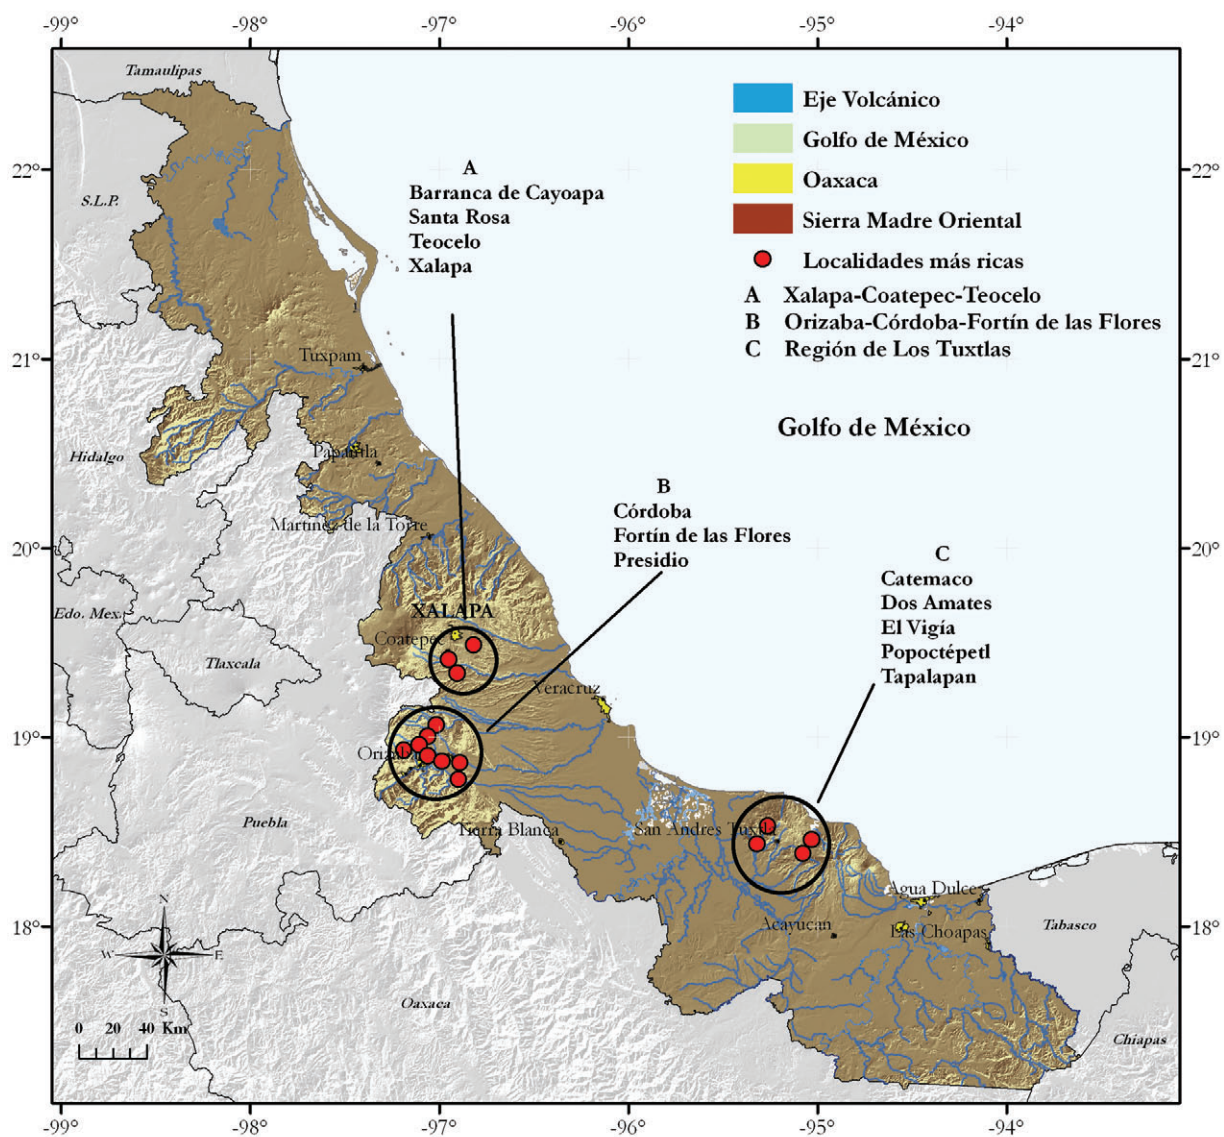 -99° -98° -97° -96° -95° -94°
Tamaulipas
Eje Volcánico
Golfo de México
Oaxaca
Sierra Madre Oriental
Localidades más ricas
A Xalapa-Coatepec-Teocelo
B Orizaba-Córdoba-Fortín de las Flores
C Región de Los Tuxtlas
22° 22°
A
Barranca de Cayoapa
Santa Rosa
Teocelo
Xalapa
S.L.P.
21° 21°
Tuxpam
Golfo de México
Hidalgo
Papantla
B
Córdoba
Fortín de las Flores
Presidio
Martínez de la Torre
20° 20°
C
Catemaco
Dos Amates
El Vigía
Popoctépetl
Tapalapan
Edo. Mex.
XALAPA
Coatepec
Tlaxcala
Veracruz
19° 19°
Orizaba
Puebla
Tierra Blanca
San Andres Tuxtla
Agua Dulce
18° 18°
Acayucan
Las Choapas
Tabasco
N
W E
S
Oaxaca
0 20 40 Km
Chiapas
-99° -98° -97° -96° -95° -94°